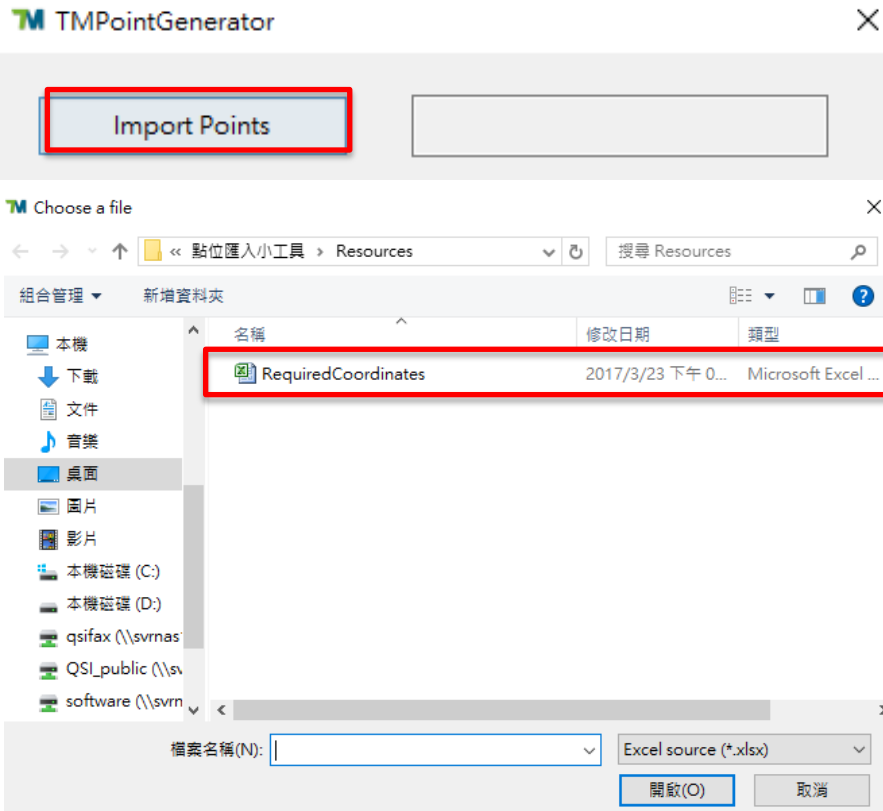 TM TMPointGenerator
Import Points
TM Choose a file
« 點位匯入小工具 › Resources
搜尋 Resources
組合管理 新增資料夾
名稱 修改日期 類型
本機
下載
文件
音樂
桌面
圖片
影片
本機磁碟 (C:)
本機磁碟 (D:)
qsifax (\\svrnas
QSI_public (\\sv
software (\\svrn
RequiredCoordinates 2017/3/23 下午 0... Microsoft Excel ...
檔案名稱(N): Excel source (*.xlsx)
開啟(O) 取消